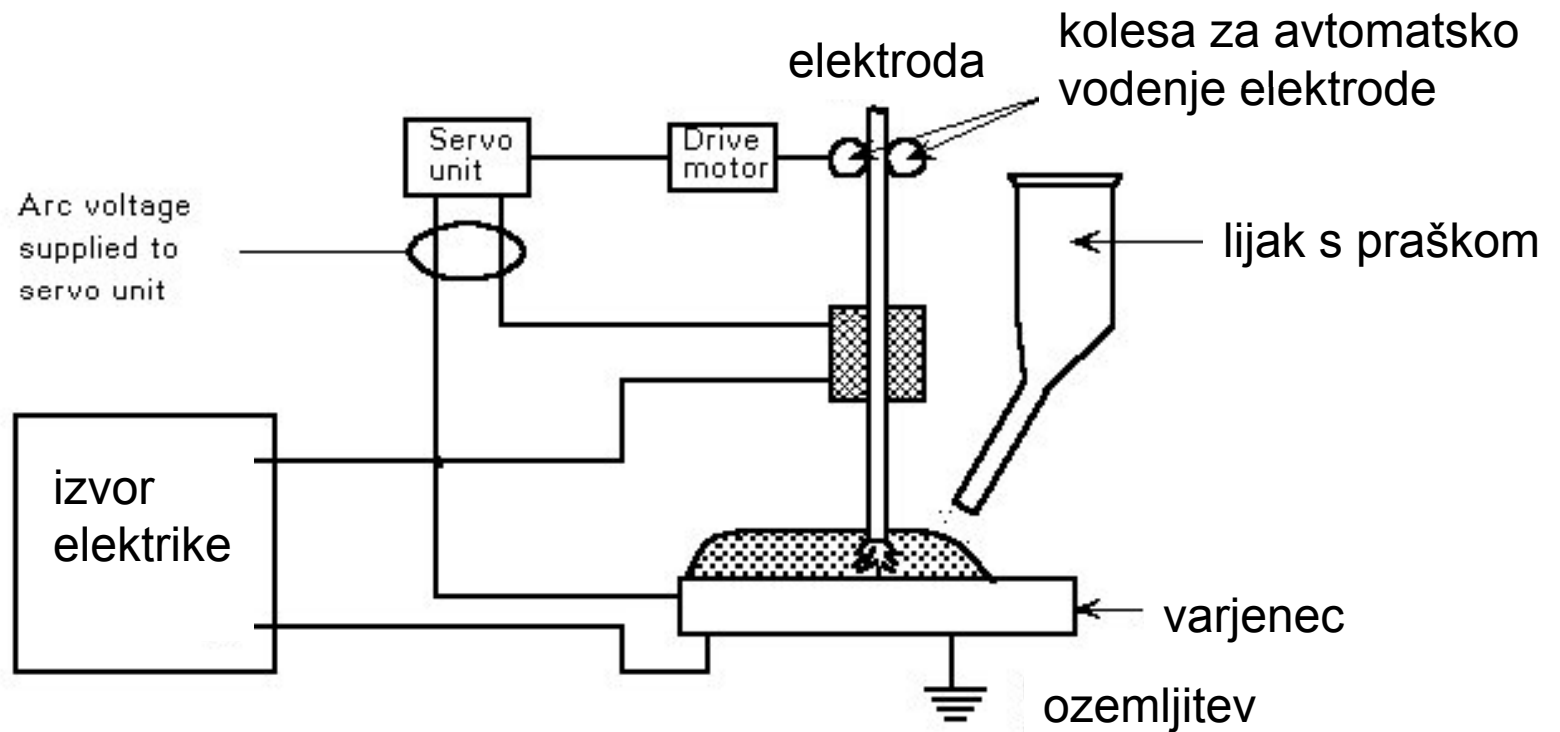 kolesa za avtomatsko
vodenje elektrode
elektroda
Servo
unit
Drive
motor
Arc voltage
supplied to
servo unit
lijak s praškom
izvor
elektrike
varjenec
ozemljitev